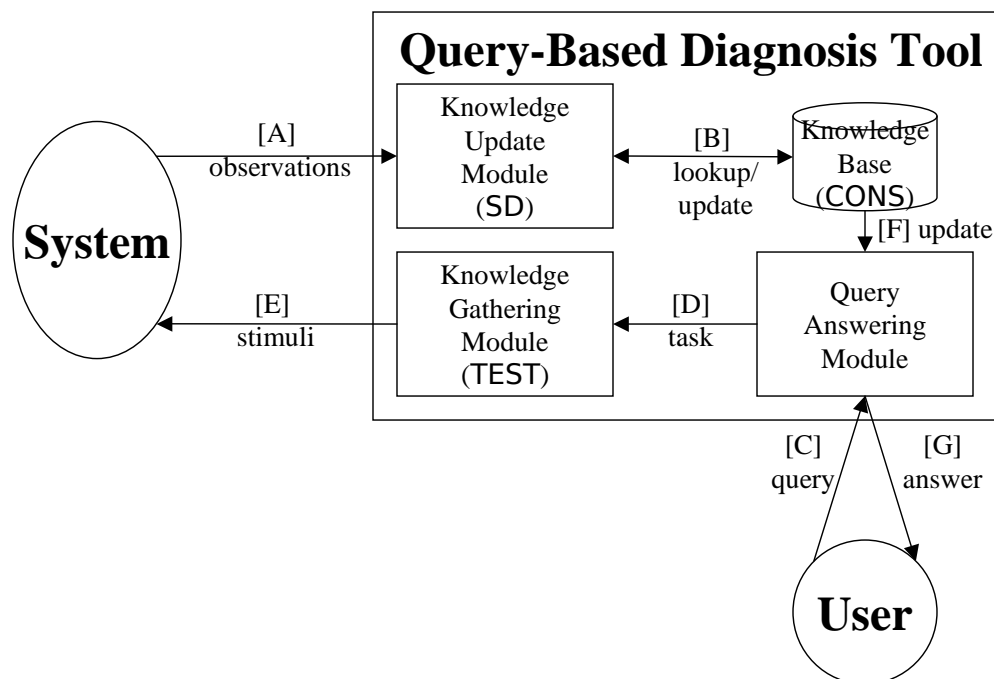 Query-Based Diagnosis Tool
Knowledge
Update
Module
(SD)
[A]
observations
[B]
lookup/
update
Knowledge
Base
(CONS)
[F] update
System
Knowledge
Gathering
Module
(TEST)
[E]
stimuli
[D]
task
Query
Answering
Module
[C]
query
[G]
answer
User